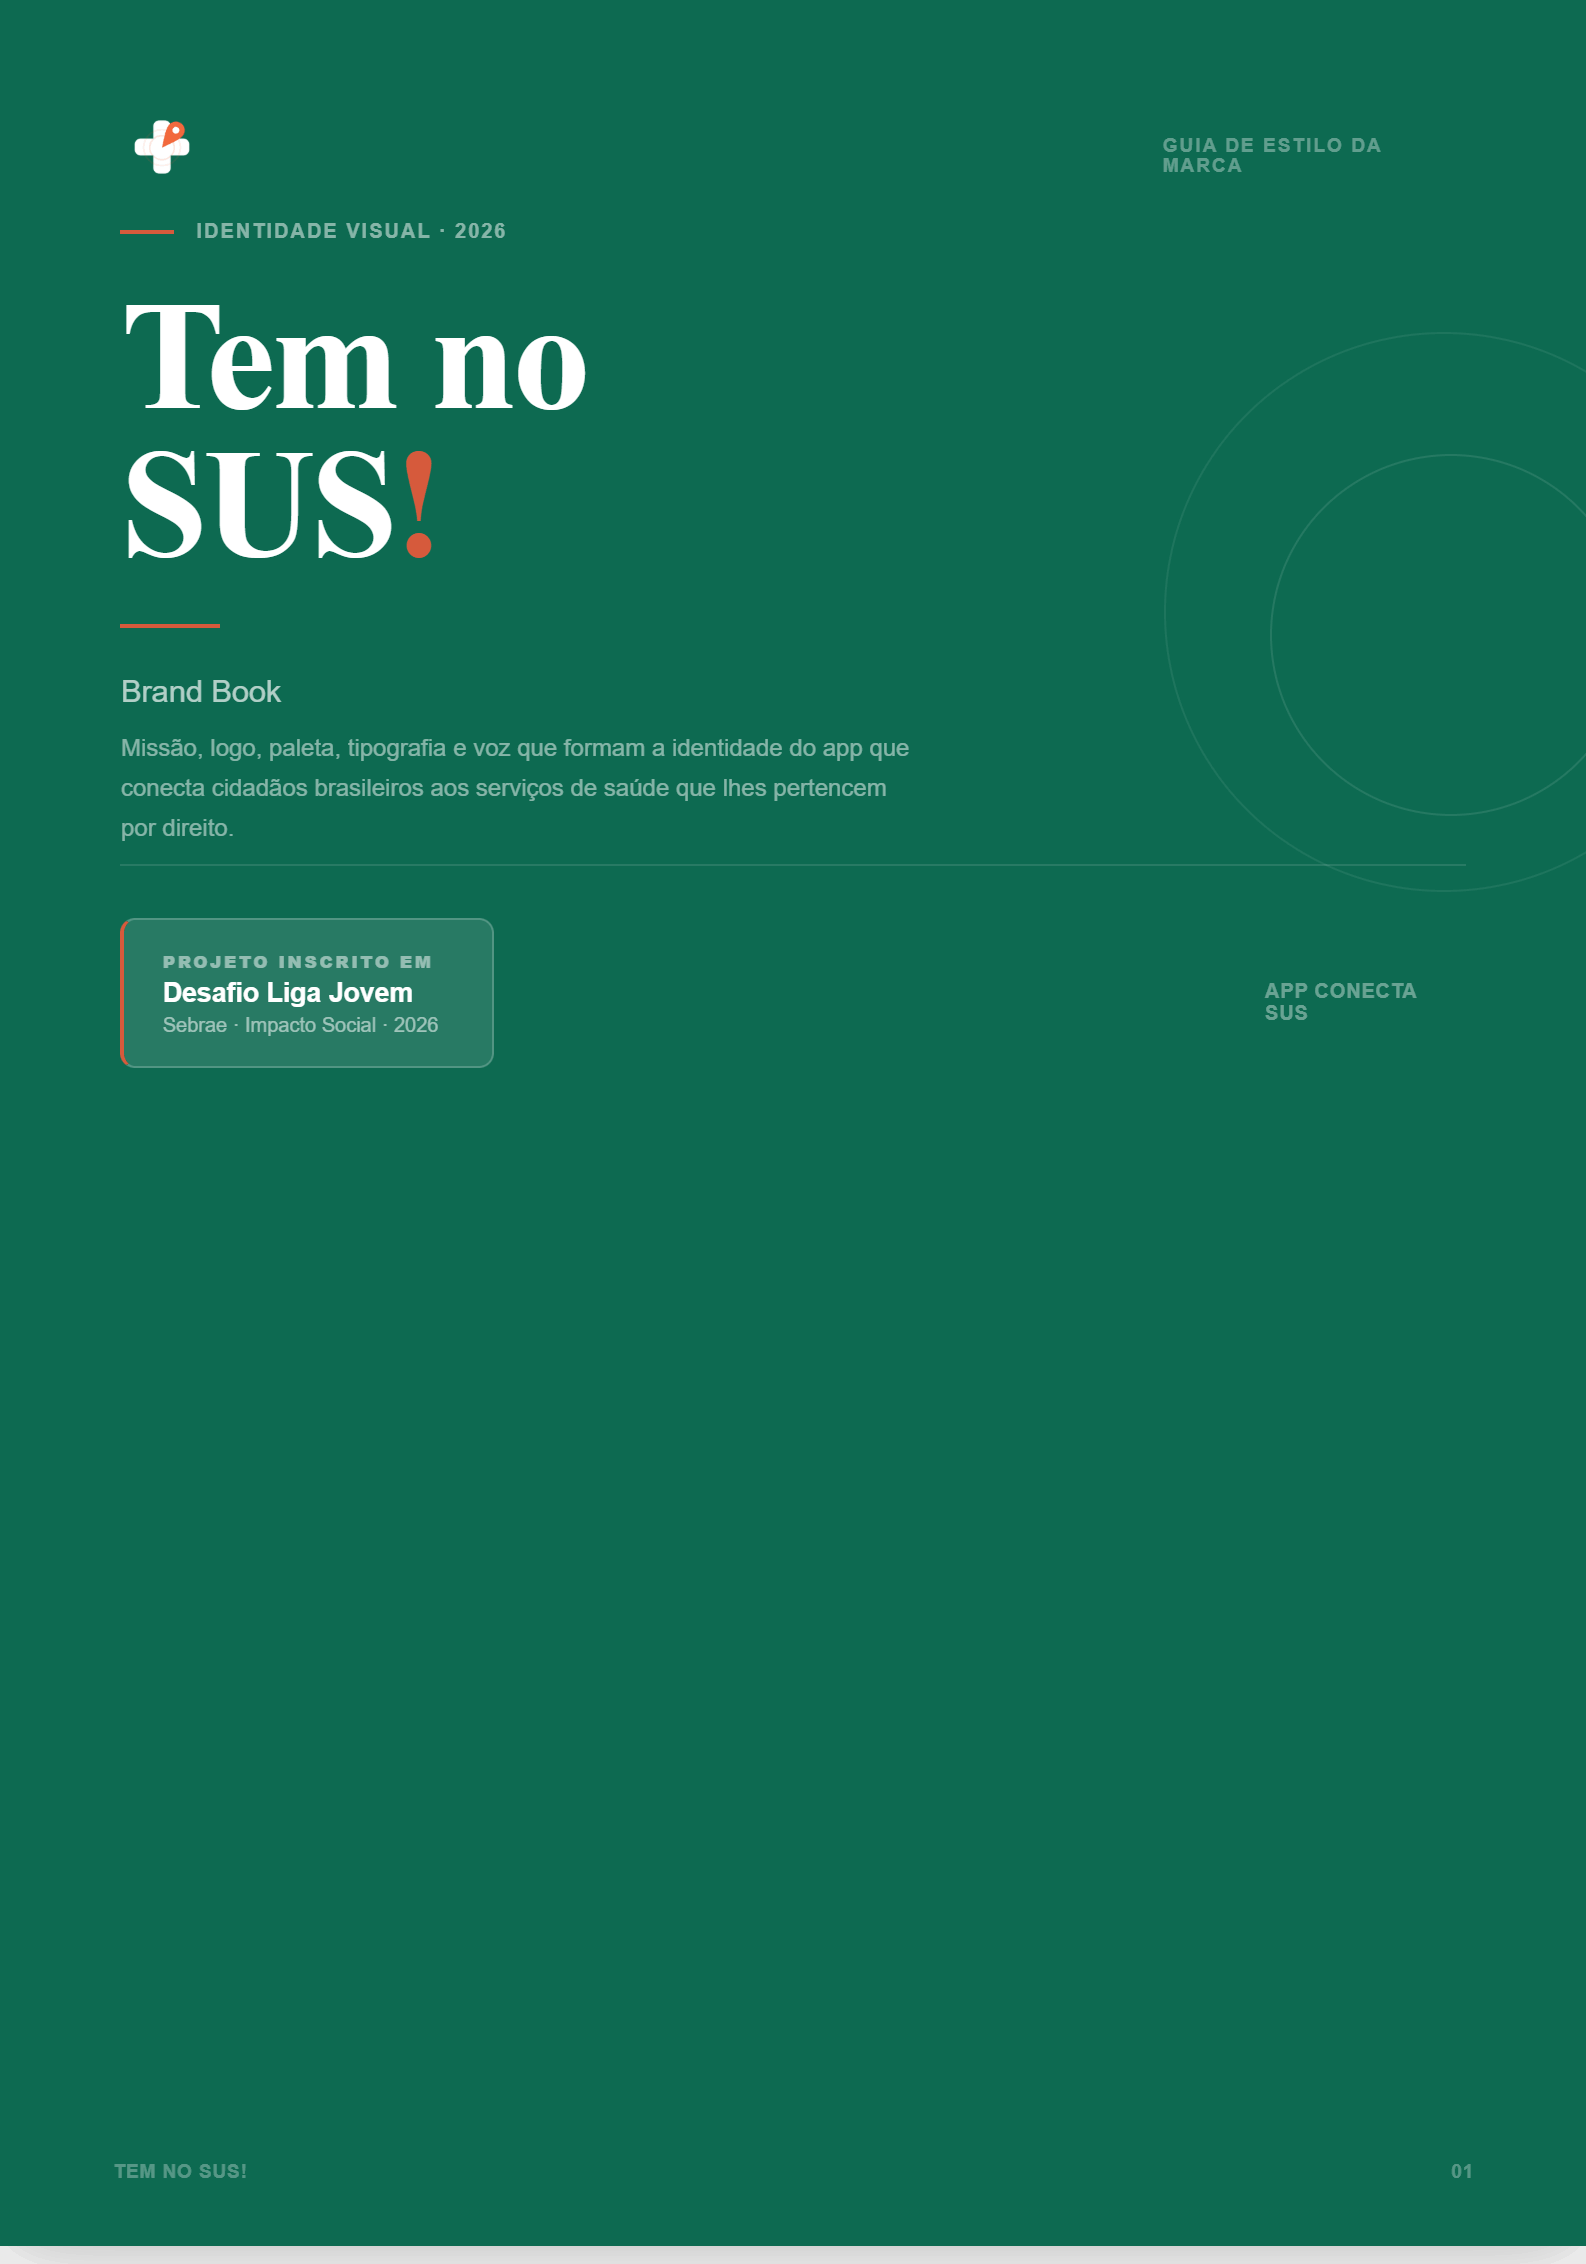 GUIA DE ESTILO DA
MARCA
IDENTIDADE VISUAL · 2026
Tem no
SUS!
Brand Book
Missão, logo, paleta, tipografia e voz que formam a identidade do app que
conecta cidadãos brasileiros aos serviços de saúde que lhes pertencem
por direito.
PROJETO INSCRITO EM
Desafio Liga Jovem
Sebrae · Impacto Social · 2026
APP CONECTA
SUS
TEM NO SUS!
01